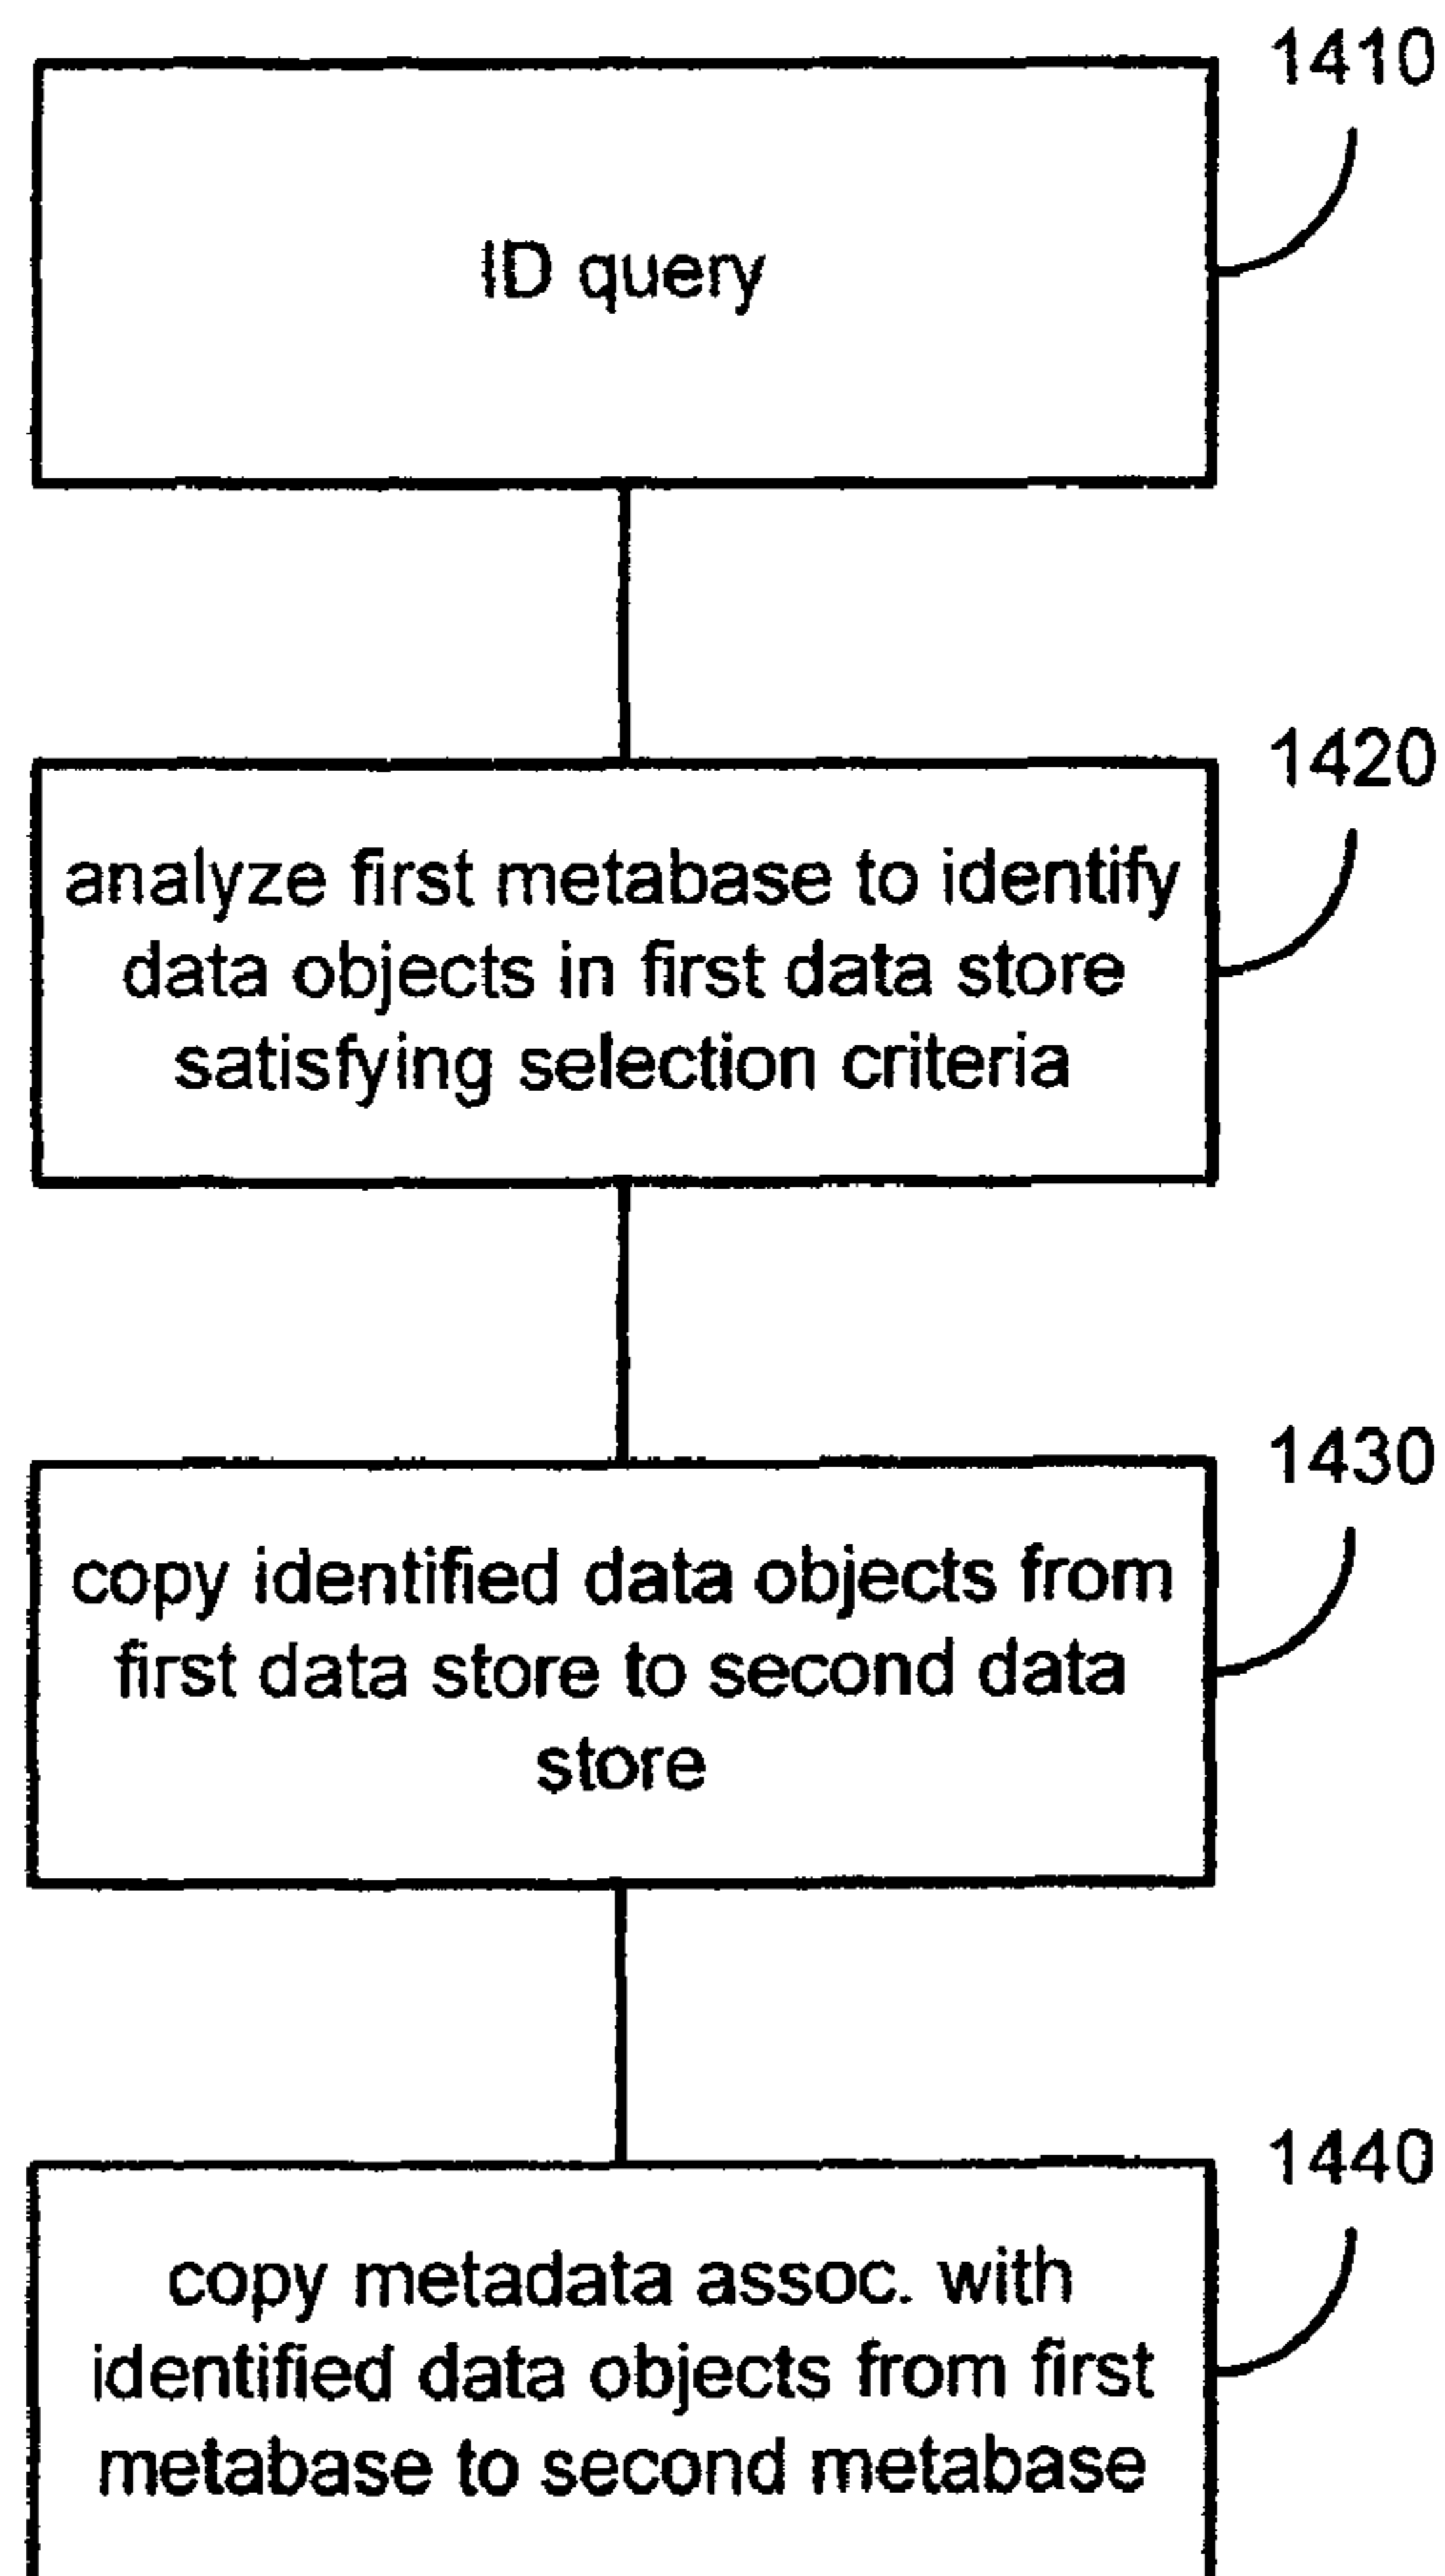 1410
ID query
1420
analyze first metabase to identify
data objects in first data store
satisfying selection criteria
1430
copy identified data objects from
first data store to second data
store
1440
copy metadata assoc. with
identified data objects from first
metabase to second metabase